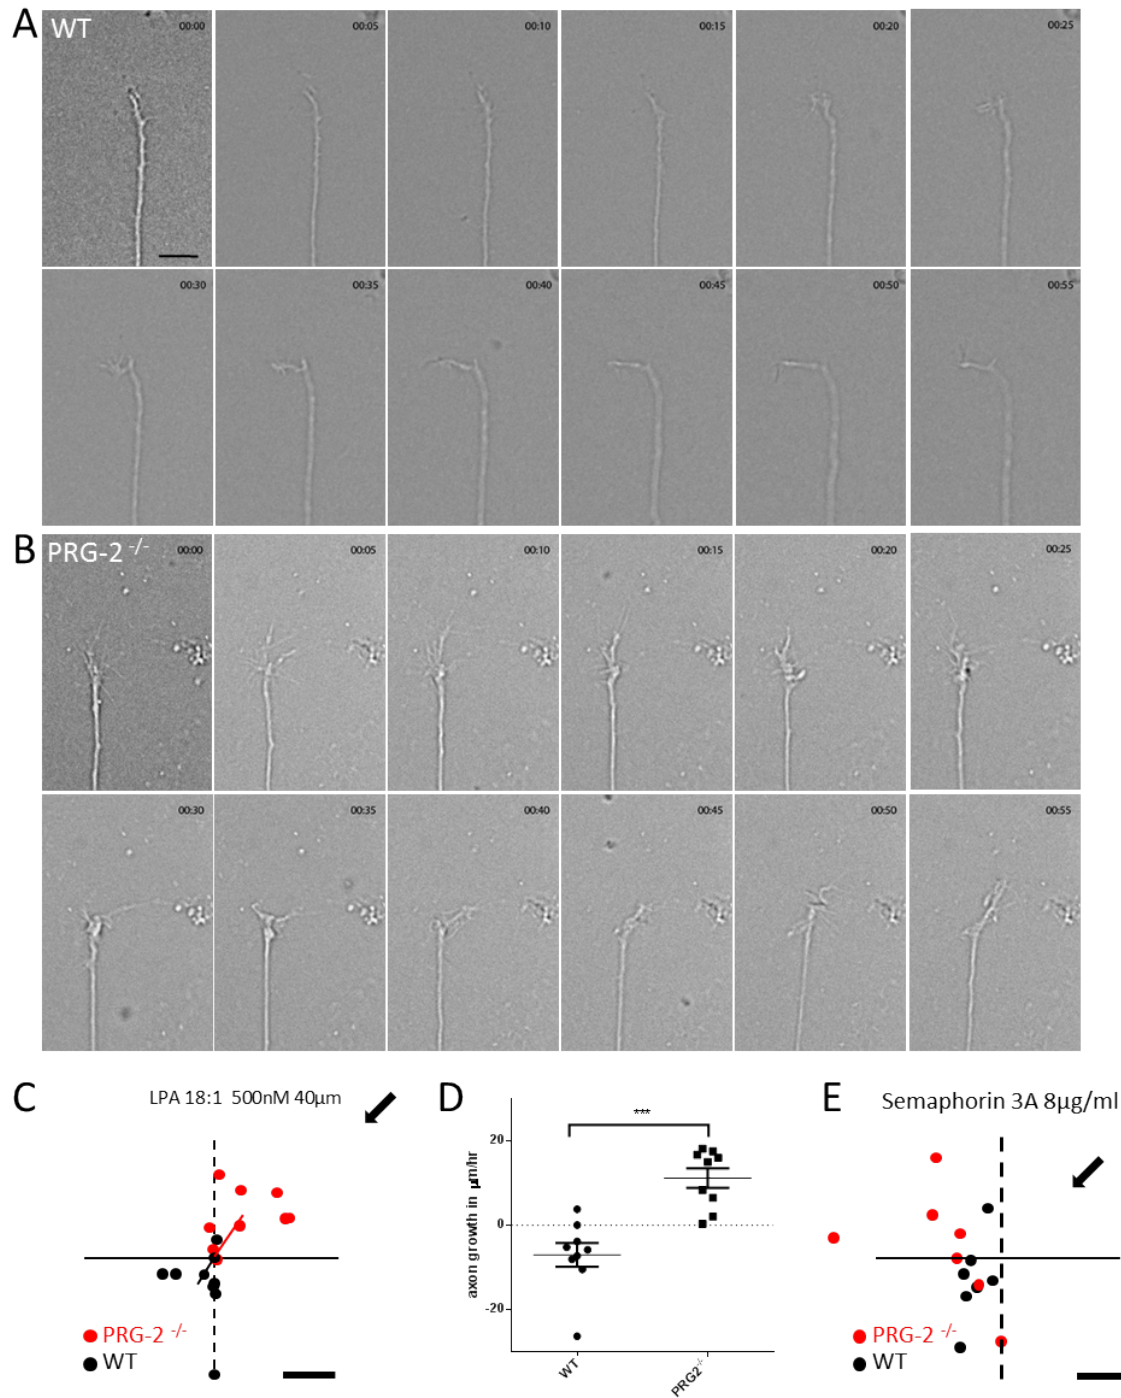 A
WT
00:00
00:05
00:10
00:15
00:20
00:25
00:30
00:35
00:40
00:45
00:50
00:55
B
PRG-2 -/-
00:00
00:05
00:10
00:15
00:20
00:25
00:30
00:35
00:40
00:45
00:50
00:55
C
LPA 18:1 500nM 40µm
PRG-2 -/-
WT
D
***
20
0
-20
axon growth in µm/hr
WT
PRG2-/-
E
Semaphorin 3A 8µg/ml
PRG-2 -/-
WT